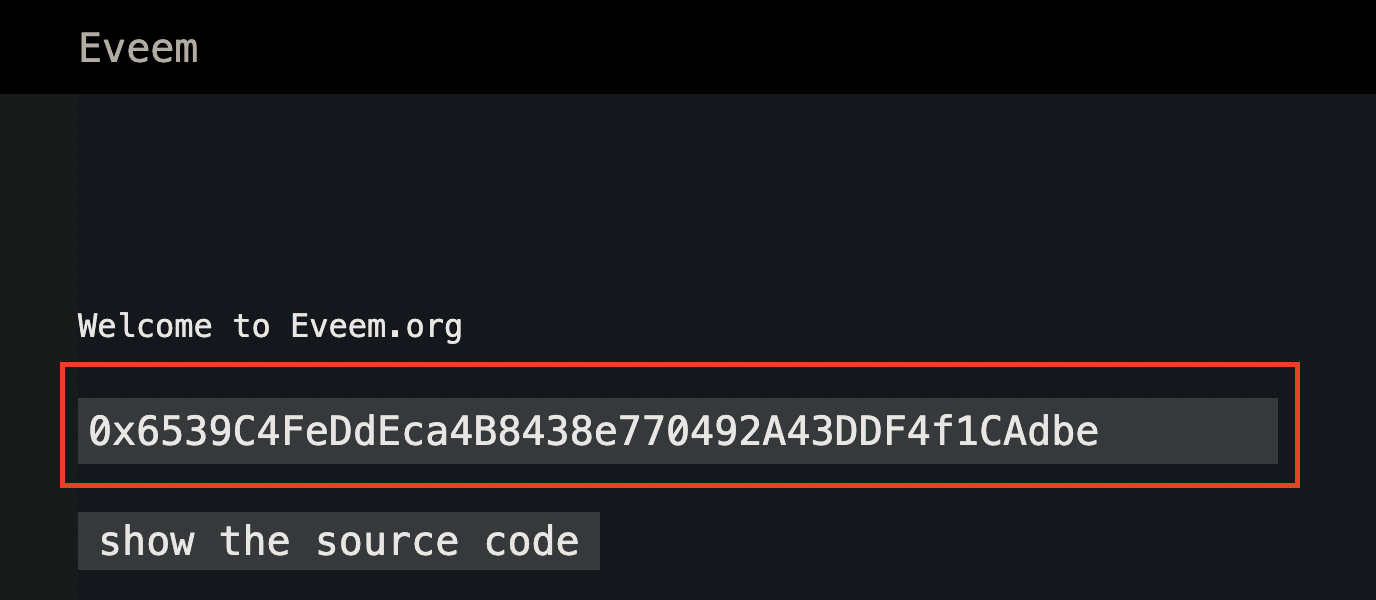 Eveem
Welcome to Eveem.org
0x6539C4FeDdEca4B8438e770492A43DDF4f1CAdbe
show the source code